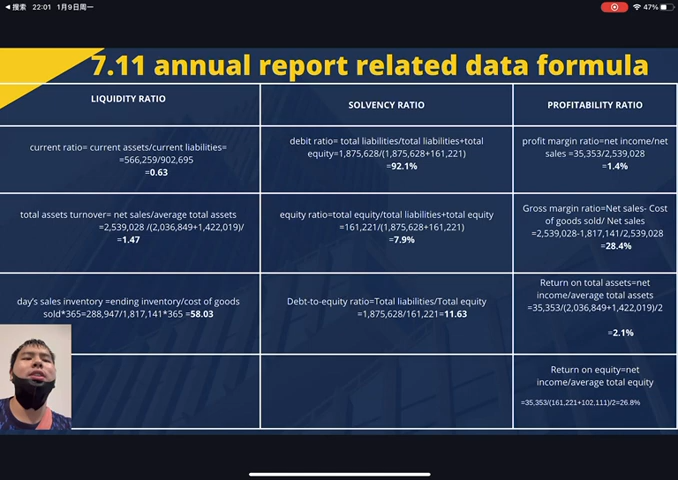 搜索 22:01 1月9日周一
47%
7.11 annual report related data formula
LIQUIDITY RATIO
SOLVENCY RATIO
PROFITABILITY RATIO
current ratio= current assets/current liabilities=
=566,259/902,695
=0.63
debit ratio= total liabilities/total liabilities+total
equity=1,875,628/(1,875,628+161,221)
=92.1%
profit margin ratio=net income/net
sales =35,353/2,539,028
=1.4%
total assets turnover= net sales/average total assets
=2,539,028 /(2,036,849+1,422,019)/
=1.47
equity ratio=total equity/total liabilities+total equity
=161,221/(1,875,628+161,221)
=7.9%
Gross margin ratio=Net sales- Cost
of goods sold/ Net sales
=2,539,028-1,817,141/2,539,028
=28.4%
day's sales inventory =ending inventory/cost of goods
sold*365=288,947/1,817,141*365 =58.03
Debt-to-equity ratio=Total liabilities/Total equity
=1,875,628/161,221=11.63
Return on total assets=net
income/average total assets
=35,353/(2,036,849+1,422,019)/2
=2.1%
Return on equity=net
income/average total equity
=35,353/(161,221+102,111)/2=26.8%